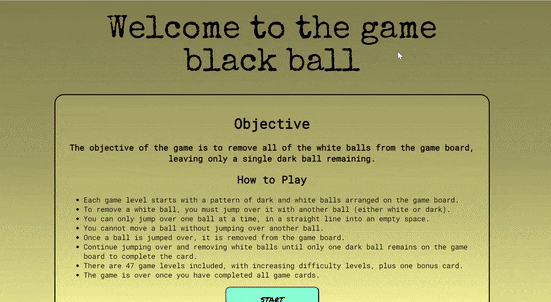 Welcome to the game
black ball
Objective
The objective of the game is to remove all of the white balls from the game board,
leaving only a single dark ball remaining.
How to Play
Each game level starts with a pattern of dark and white balls arranged on the game board.
To remove a white ball, you must jump over it with another ball (either white or dark).
You can only jump over one ball at a time, in a straight line into an empty space.
You cannot move a ball without jumping over another ball.
Once a ball is jumped over, it is removed from the game board.
Continue jumping over and removing white balls until only one dark ball remains on the game
board to complete the card.
There are 47 game levels included, with increasing difficulty levels, plus one bonus card.
The game is over once you have completed all game cards.
START